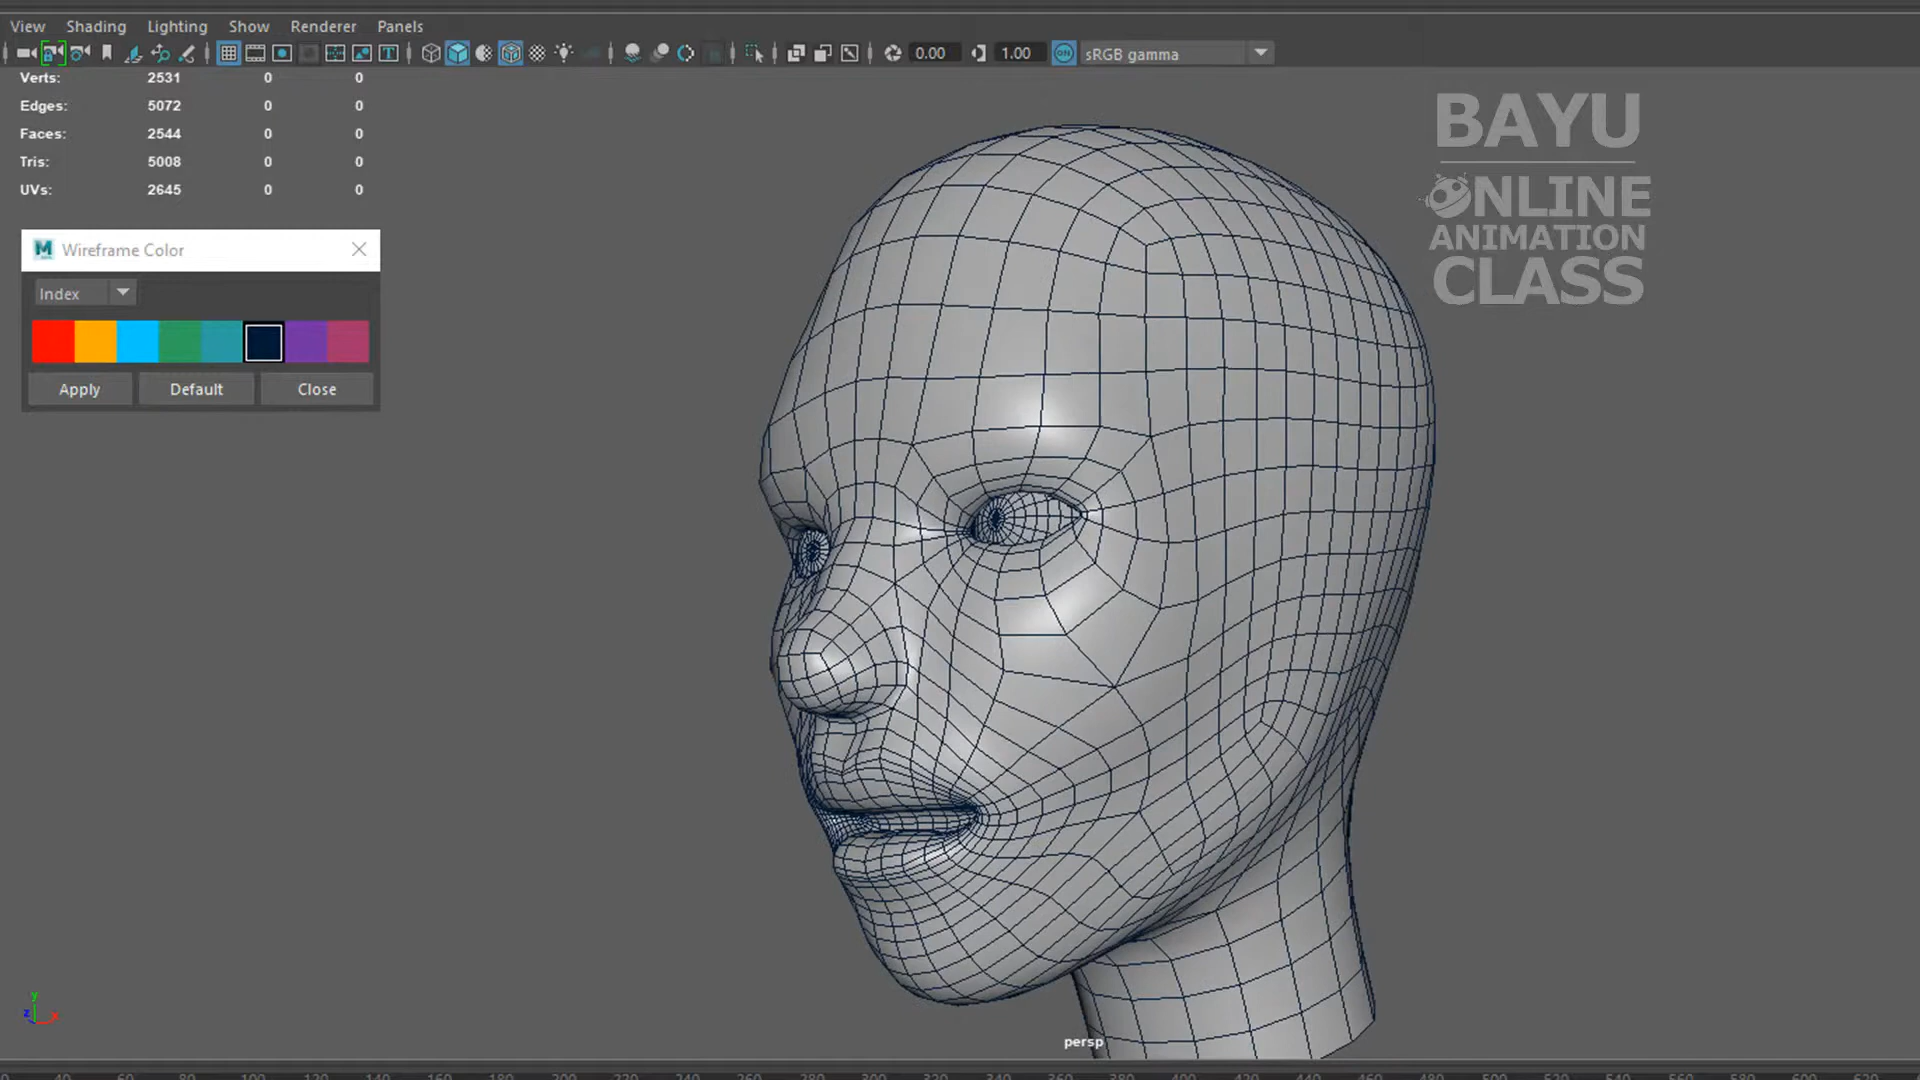 View Shading Lighting Show Renderer Panels
0.00 1.00 ON sRGB gamma
Verts: 2531 0 0
Edges: 5072 0 0
Faces: 2544 0 0
Tris: 5008 0 0
UVs: 2645 0 0
M Wireframe Color
Index
Apply Default Close
BAYU
ONLINE
ANIMATION
CLASS
y
z x
persp